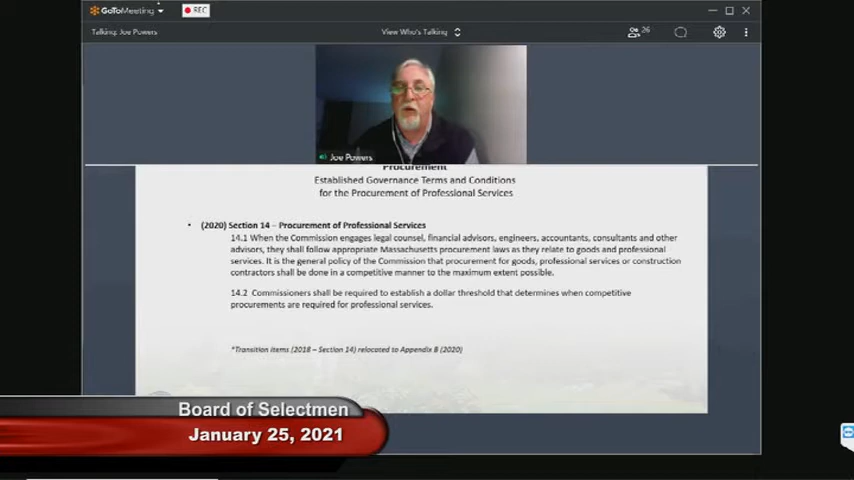 GoToMeeting
REC
Talking: Joe Powers
View Who's Talking
26
Joe Powers
Procurement
Established Governance Terms and Conditions
for the Procurement of Professional Services
• (2020) Section 14 – Procurement of Professional Services
14.1 When the Commission engages legal counsel, financial advisors, engineers, accountants, consultants and other
advisors, they shall follow appropriate Massachusetts procurement laws as they relate to goods and professional
services. It is the general policy of the Commission that procurement for goods, professional services or construction
contractors shall be done in a competitive manner to the maximum extent possible.
14.2 Commissioners shall be required to establish a dollar threshold that determines when competitive
procurements are required for professional services.
*Transition items (2018 – Section 14) relocated to Appendix B (2020)
Board of Selectmen
January 25, 2021